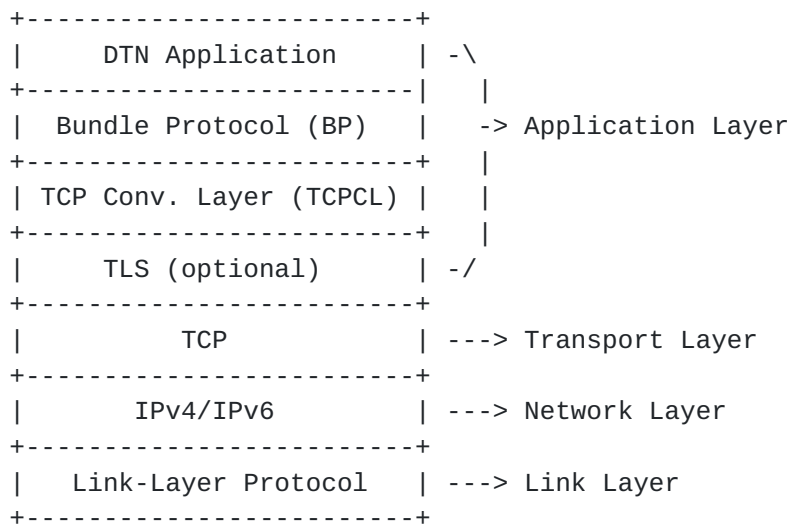 +-------------------------+
|     DTN Application     | -\
+-------------------------|   |
|  Bundle Protocol (BP)   |   -> Application Layer
+-------------------------+   |
| TCP Conv. Layer (TCPCL) |   |
+-------------------------+   |
|     TLS (optional)      | -/
+-------------------------+
|          TCP            | ---> Transport Layer
+-------------------------+
|       IPv4/IPv6         | ---> Network Layer
+-------------------------+
|   Link-Layer Protocol   | ---> Link Layer
+-------------------------+